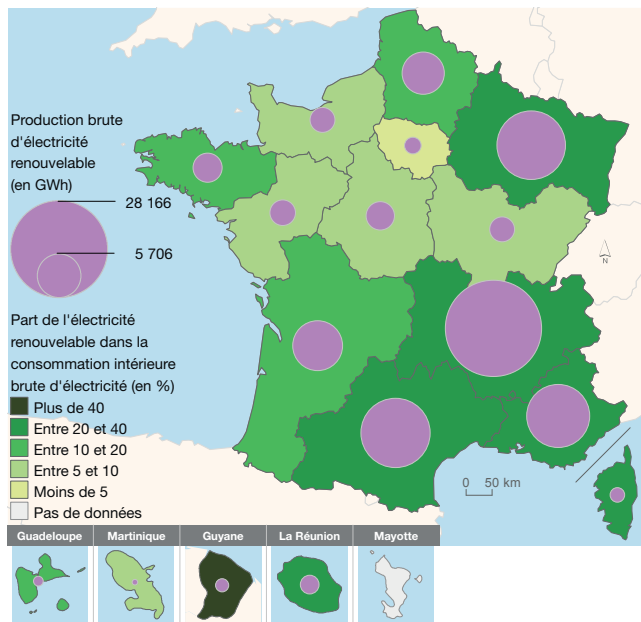 Production brute
d'électricité
renouvelable
(en GWh)
28 166
5 706
Part de l'électricité
renouvelable dans la
consommation intérieure
brute d'électricité (en %)
Plus de 40
Entre 20 et 40
Entre 10 et 20
Entre 5 et 10
Moins de 5
Pas de données
N
0 50 km
Guadeloupe Martinique Guyane La Réunion Mayotte